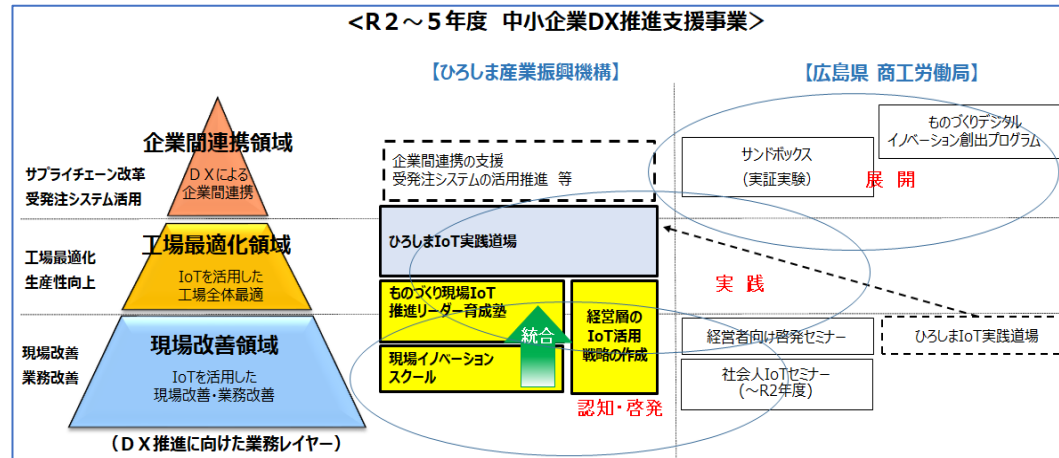 <R2～5年度 中小企業DX推進支援事業>
【ひろしま産業振興機構】
【広島県 商工労働局】
企業間連携領域
サプライチェーン改革
受発注システム活用
DXによる
企業間連携
企業間連携の支援
受発注システムの活用推進 等
サンドボックス
(実証実験)
ものづくりデジタル
イノベーション創出プログラム
展 開
工場最適化領域
工場最適化
生産性向上
IoTを活用した
工場全体最適
ひろしまIoT実践道場
ものづくり現場IoT
推進リーダー育成塾
実 践
現場改善領域
現場改善
業務改善
IoTを活用した
現場改善・業務改善
統合
現場イノベーション
スクール
経営層の
IoT活用
戦略の作成
認知・啓発
経営者向け啓発セミナー
社会人IoTセミナー
(～R2年度)
ひろしまIoT実践道場
(DX推進に向けた業務レイヤー)